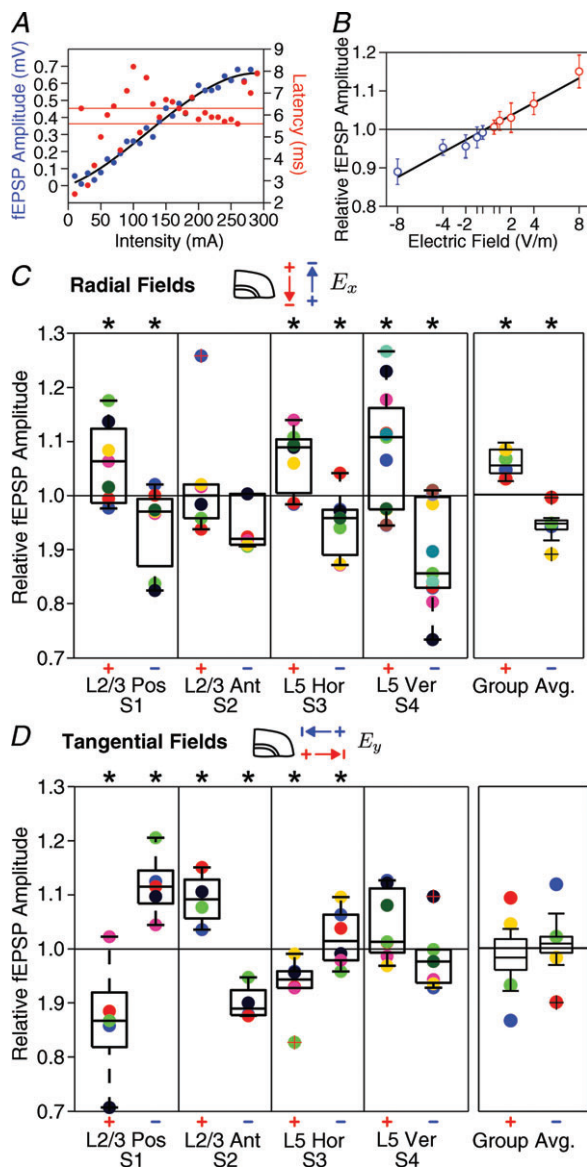 A
fEPSP Amplitude (mV)
0.7
0.6
0.5
0.4
0.3
0.2
0.1
0
9
8
7
6
5
4
3
2
Latency (ms)
0 50 100 150 200 250 300
Intensity (mA)
B
Relative fEPSP Amplitude
1.2
1.1
1.0
0.9
0.8
-8 -4 -2 1 2 4 8
Electric Field (V/m)
C Radial Fields
+ − Ex
− +
Relative fEPSP Amplitude
1.3
1.2
1.1
1.0
0.9
0.8
0.7
* * * * * * * *
+ − + − + − + − + −
L2/3 Pos L2/3 Ant L5 Hor L5 Ver Group Avg.
S1 S2 S3 S4
D Tangential Fields
− + Ey
+ −
Relative fEPSP Amplitude
1.3
1.2
1.1
1.0
0.9
0.8
0.7
* * * * * *
+ − + − + − + − + −
L2/3 Pos L2/3 Ant L5 Hor L5 Ver Group Avg.
S1 S2 S3 S4